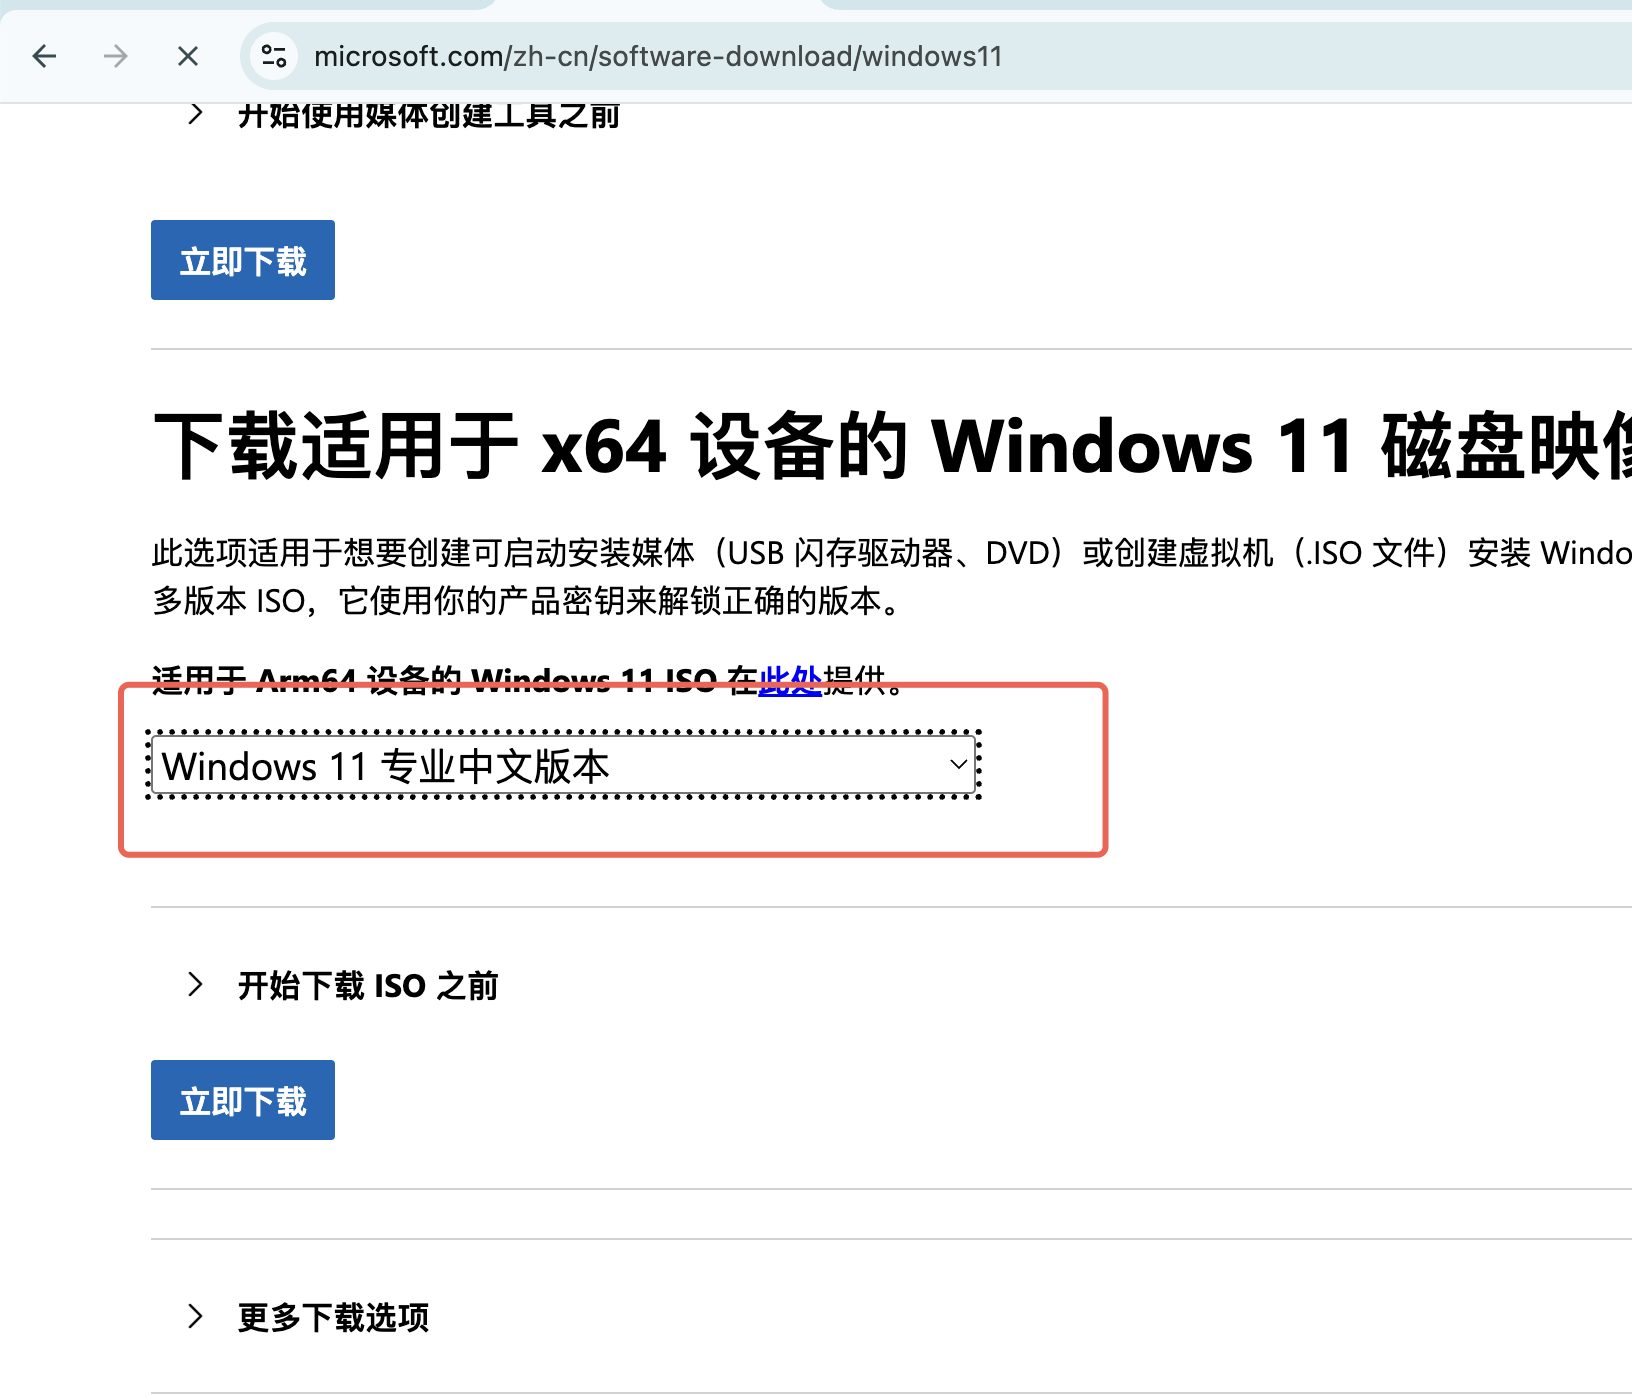 microsoft.com/zh-cn/software-download/windows11
开始使用媒体创建工具之前
立即下载
下载适用于 x64 设备的 Windows 11 磁盘映像
此选项适用于想要创建可启动安装媒体（USB 闪存驱动器、DVD）或创建虚拟机（.ISO 文件）安装 Windo
多版本 ISO，它使用你的产品密钥来解锁正确的版本。
适用于 Arm64 设备的 Windows 11 ISO 在此处提供。
Windows 11 专业中文版本
开始下载 ISO 之前
立即下载
更多下载选项